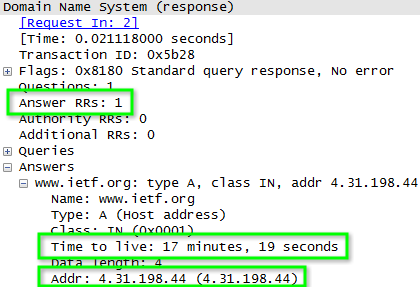 Domain Name System (response)
[Request In: 2]
[Time: 0.021118000 seconds]
Transaction ID: 0x5b28
Flags: 0x8180 Standard query response, No error
Questions: 1
Answer RRs: 1
Authority RRs: 0
Additional RRs: 0
Queries
Answers
www.ietf.org: type A, class IN, addr 4.31.198.44
Name: www.ietf.org
Type: A (Host address)
Class: IN (0x0001)
Time to live: 17 minutes, 19 seconds
Data length: 4
Addr: 4.31.198.44 (4.31.198.44)